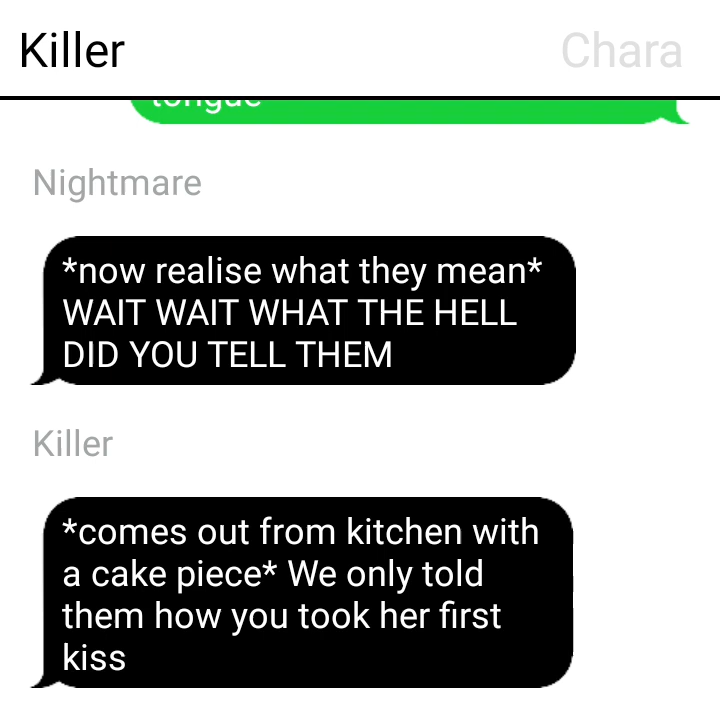 Killer Chara
tongue
Nightmare
*now realise what they mean*
WAIT WAIT WHAT THE HELL
DID YOU TELL THEM
Killer
*comes out from kitchen with
a cake piece* We only told
them how you took her first
kiss